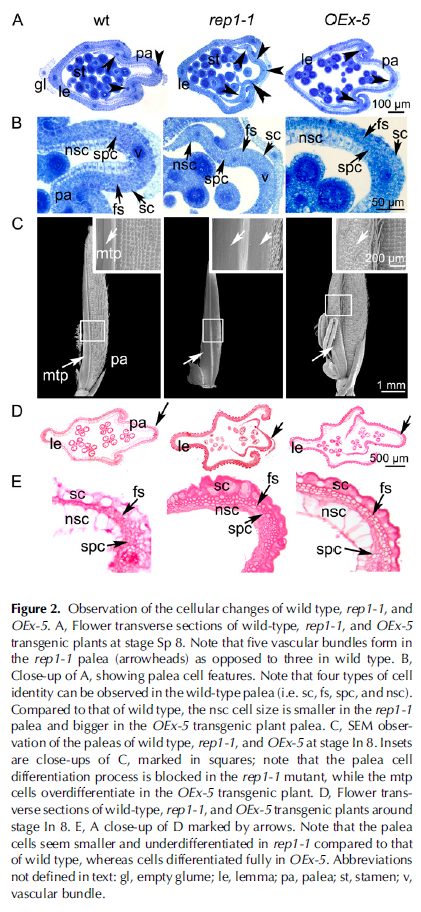 A wt rep1-1 OEx-5
pa
st st
gl le le le pa
100 µm
B
fs
fs sc nsc sc
nsc spc v nsc spc
spc v
pa fs sc 50 µm
C
mtp 200 µm
mtp pa
1 mm
D
pa
le le le
500 µm
E
sc fs sc fs fs
nsc nsc nsc
spc spc spc
Figure 2. Observation of the cellular changes of wild type, rep1-1, and
OEx-5. A, Flower transverse sections of wild-type, rep1-1, and OEx-5
transgenic plants at stage Sp 8. Note that five vascular bundles form in
the rep1-1 palea (arrowheads) as opposed to three in wild type. B,
Close-up of A, showing palea cell features. Note that four types of cell
identity can be observed in the wild-type palea (i.e. sc, fs, spc, and nsc).
Compared to that of wild type, the nsc cell size is smaller in the rep1-1
palea and bigger in the OEx-5 transgenic plant palea. C, SEM obser-
vation of the paleas of wild type, rep1-1, and OEx-5 at stage In 8. Insets
are close-ups of C, marked in squares; note that the palea cell
differentiation process is blocked in the rep1-1 mutant, while the mtp
cells overdifferentiate in the OEx-5 transgenic plant. D, Flower trans-
verse sections of wild-type, rep1-1, and OEx-5 transgenic plants around
stage In 8. E, A close-up of D marked by arrows. Note that the palea
cells seem smaller and underdifferentiated in rep1-1 compared to that
of wild type, whereas cells differentiated fully in OEx-5. Abbreviations
not defined in text: gl, empty glume; le, lemma; pa, palea; st, stamen; v,
vascular bundle.